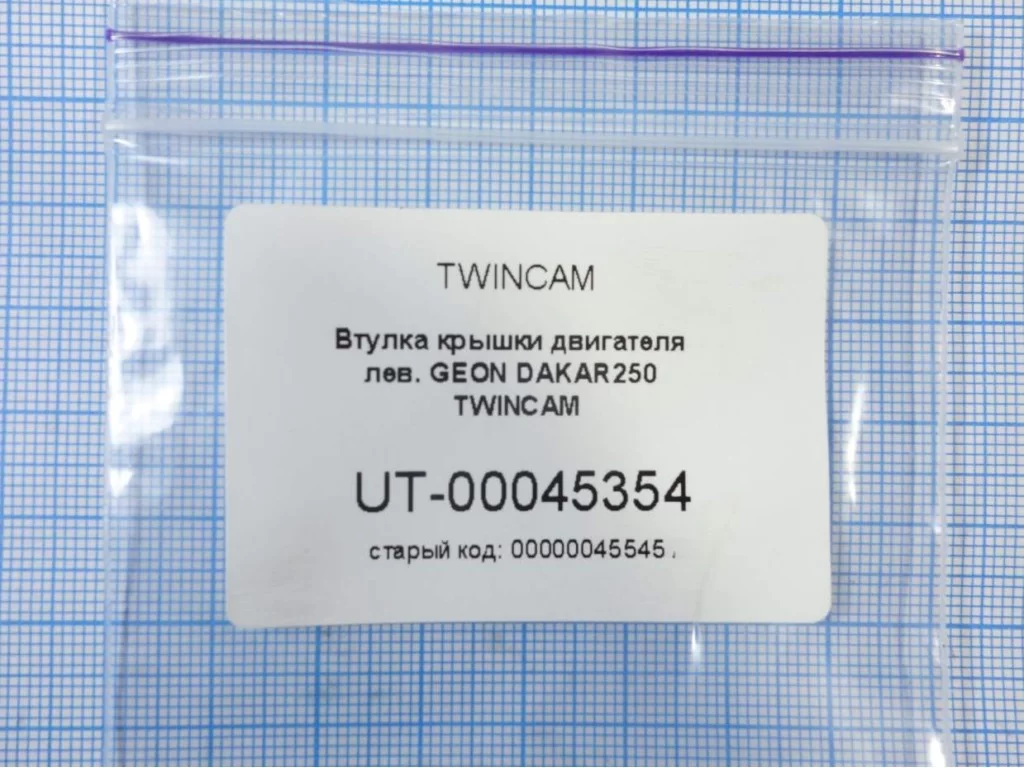 TWINCAM
Втулка крышки двигателя
лев. GEON DAKAR250
TWINCAM
UT-00045354
старый код: 00000045545 ,